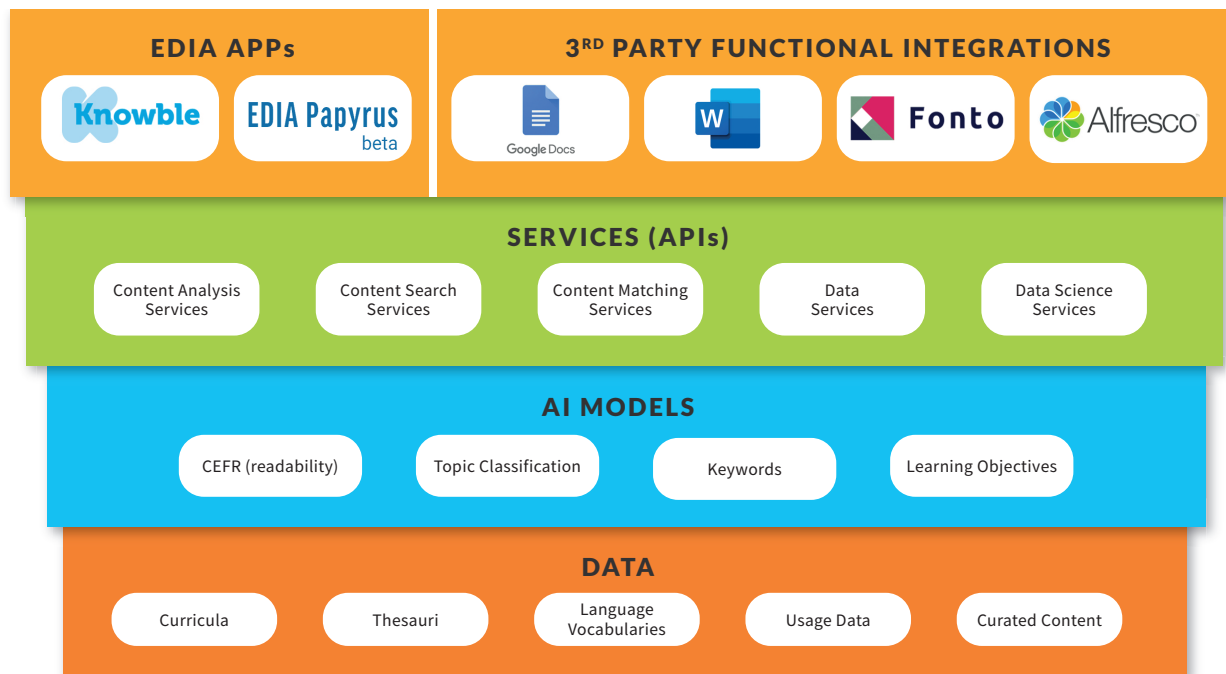 EDIA APPs
Knowble
EDIA Papyrus
beta
3RD PARTY FUNCTIONAL INTEGRATIONS
Google Docs
W
Fonto
Alfresco
SERVICES (APIs)
Content Analysis
Services
Content Search
Services
Content Matching
Services
Data
Services
Data Science
Services
AI MODELS
CEFR (readability)
Topic Classification
Keywords
Learning Objectives
DATA
Curricula
Thesauri
Language
Vocabularies
Usage Data
Curated Content